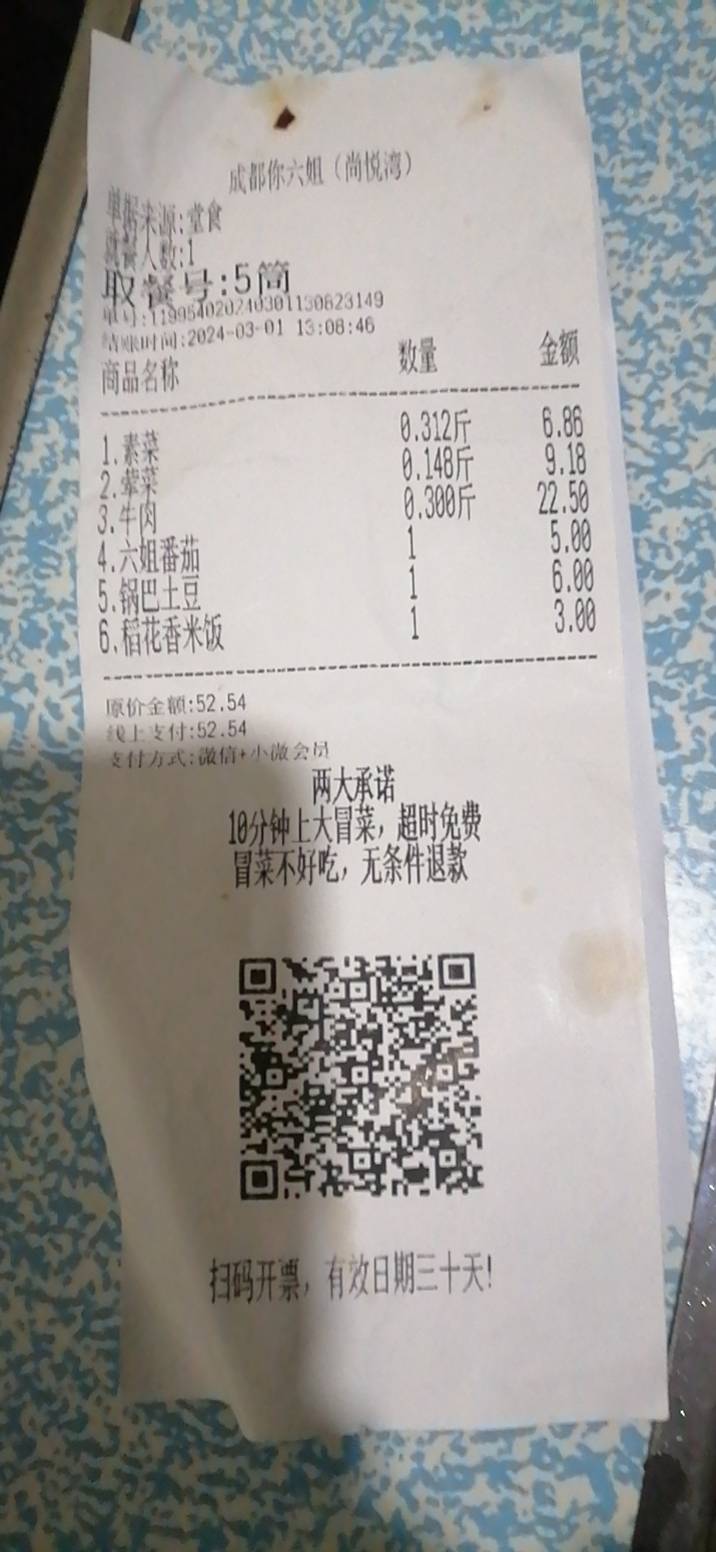 成都你六姐（尚悦湾）
单据来源:堂食
就餐人数:1
取餐号:5筒
单号:119954020240301130823149
结账时间:2024-03-01 13:08:46
商品名称 数量 金额
1.素菜 0.312斤 6.86
2.荤菜 0.148斤 9.18
3.牛肉 0.300斤 22.50
4.六姐番茄 1 5.00
5.锅巴土豆 1 6.00
6.稻花香米饭 1 3.00
原价金额:52.54
线上支付:52.54
支付方式:微信+小微会员
两大承诺
10分钟上大冒菜，超时免费
冒菜不好吃，无条件退款
扫码开票，有效日期三十天!